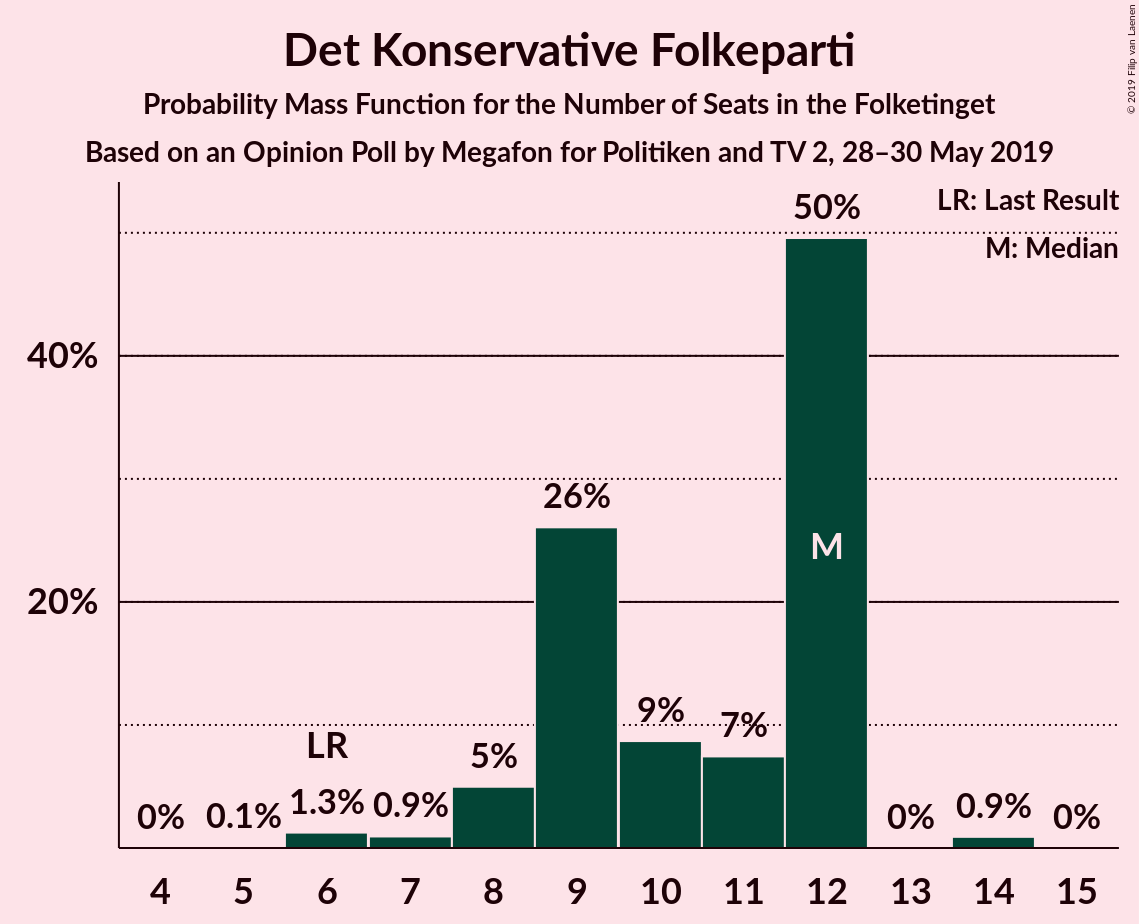 Det Konservative Folkeparti
Probability Mass Function for the Number of Seats in the Folketinget
Based on an Opinion Poll by Megafon for Politiken and TV 2, 28–30 May 2019
© 2019 Filip van Laenen
LR: Last Result
M: Median
40%
20%
0%
0.1%
LR
1.3%
0.9%
5%
26%
9%
7%
50%
M
0%
0.9%
0%
4 5 6 7 8 9 10 11 12 13 14 15